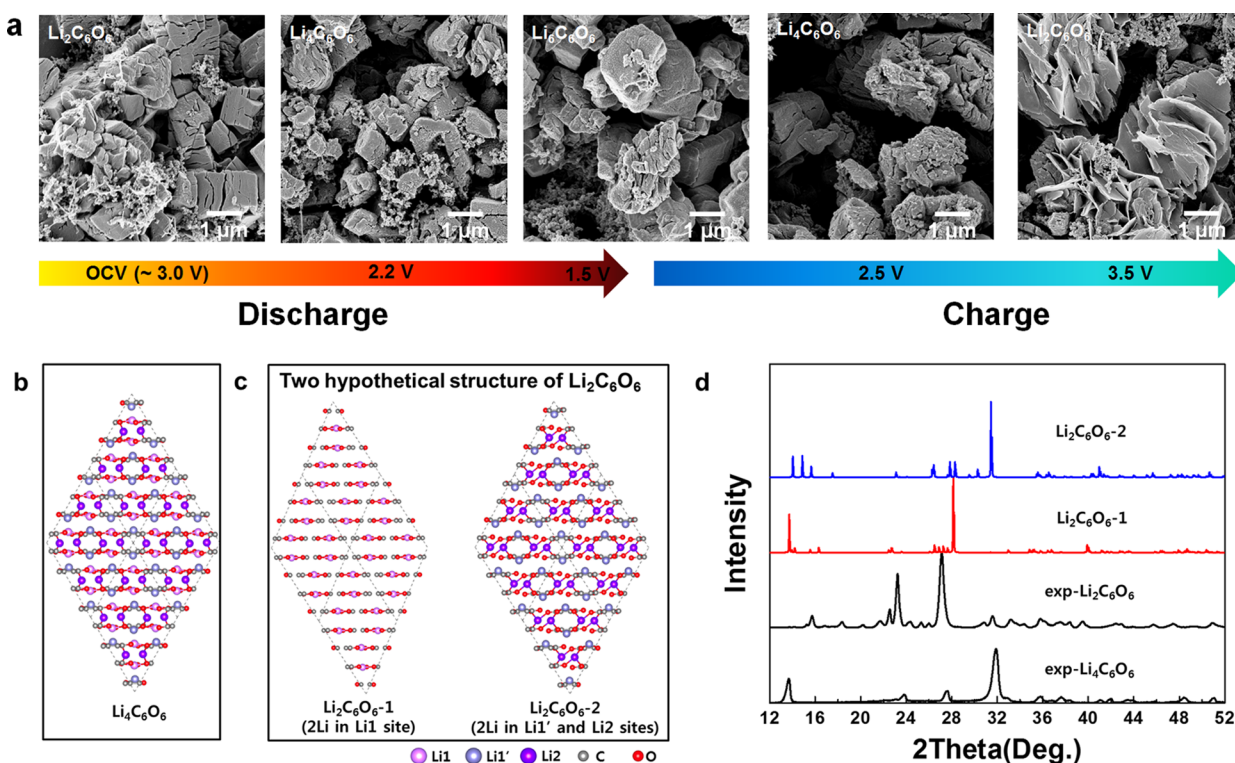 a
Li₂C₆O₆
Li₄C₆O₆
Li₆C₆O₆
Li₄C₆O₆
Li₂C₆O₆
1 μm
1 μm
1 μm
1 μm
1 μm
OCV (~ 3.0 V)
2.2 V
1.5 V
2.5 V
3.5 V
Discharge
Charge
b
Li₄C₆O₆
c
Two hypothetical structure of Li₂C₆O₆
Li₂C₆O₆-1
(2Li in Li1 site)
Li₂C₆O₆-2
(2Li in Li1′ and Li2 sites)
Li1
Li1′
Li2
C
O
d
Intensity
Li₂C₆O₆-2
Li₂C₆O₆-1
exp-Li₂C₆O₆
exp-Li₄C₆O₆
12 16 20 24 28 32 36 40 44 48 52
2Theta(Deg.)